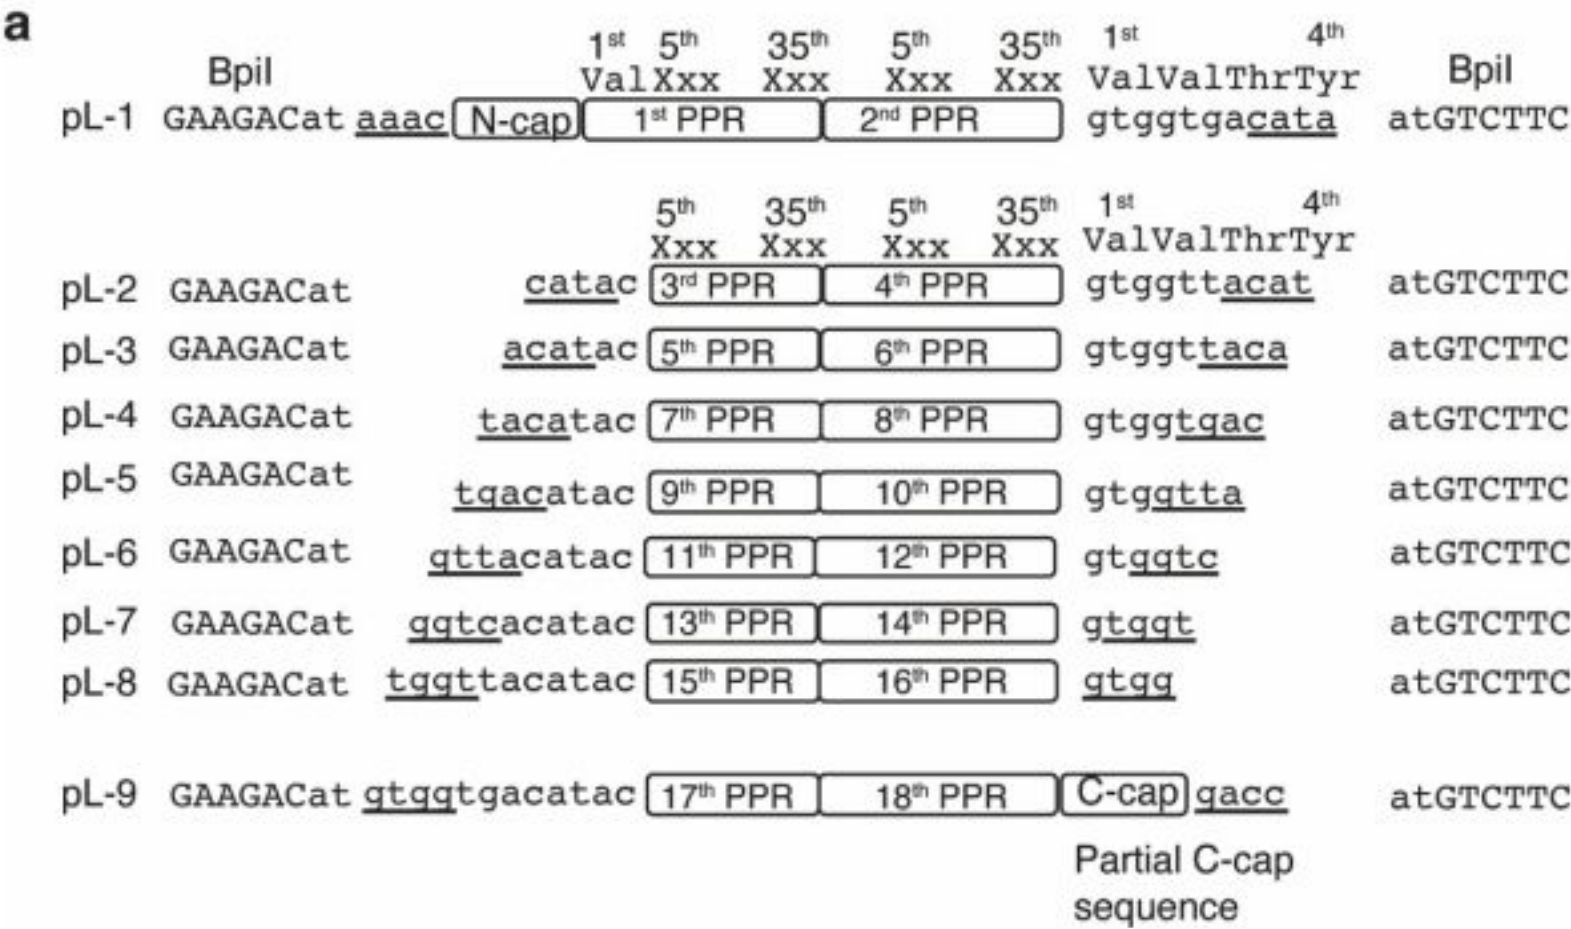 a
1st 5th 35th 5th 35th 1st 4th
BpiI Val Xxx Xxx Xxx Xxx ValValThrTyr BpiI
pL-1 GAAGACat aaac N-cap 1st PPR 2nd PPR gtggtgacata atGTCTTC
5th 35th 5th 35th 1st 4th
Xxx Xxx Xxx Xxx ValValThrTyr
pL-2 GAAGACat catac 3rd PPR 4th PPR gtggttacat atGTCTTC
pL-3 GAAGACat acatac 5th PPR 6th PPR gtggttaca atGTCTTC
pL-4 GAAGACat tacatac 7th PPR 8th PPR gtggtgac atGTCTTC
pL-5 GAAGACat tgacatac 9th PPR 10th PPR gtggtta atGTCTTC
pL-6 GAAGACat gttacatac 11th PPR 12th PPR gtggtc atGTCTTC
pL-7 GAAGACat ggtcacatac 13th PPR 14th PPR gtggt atGTCTTC
pL-8 GAAGACat tggttacatac 15th PPR 16th PPR gtgg atGTCTTC
pL-9 GAAGACat gtggtgacatac 17th PPR 18th PPR C-cap gacc atGTCTTC
Partial C-cap
sequence